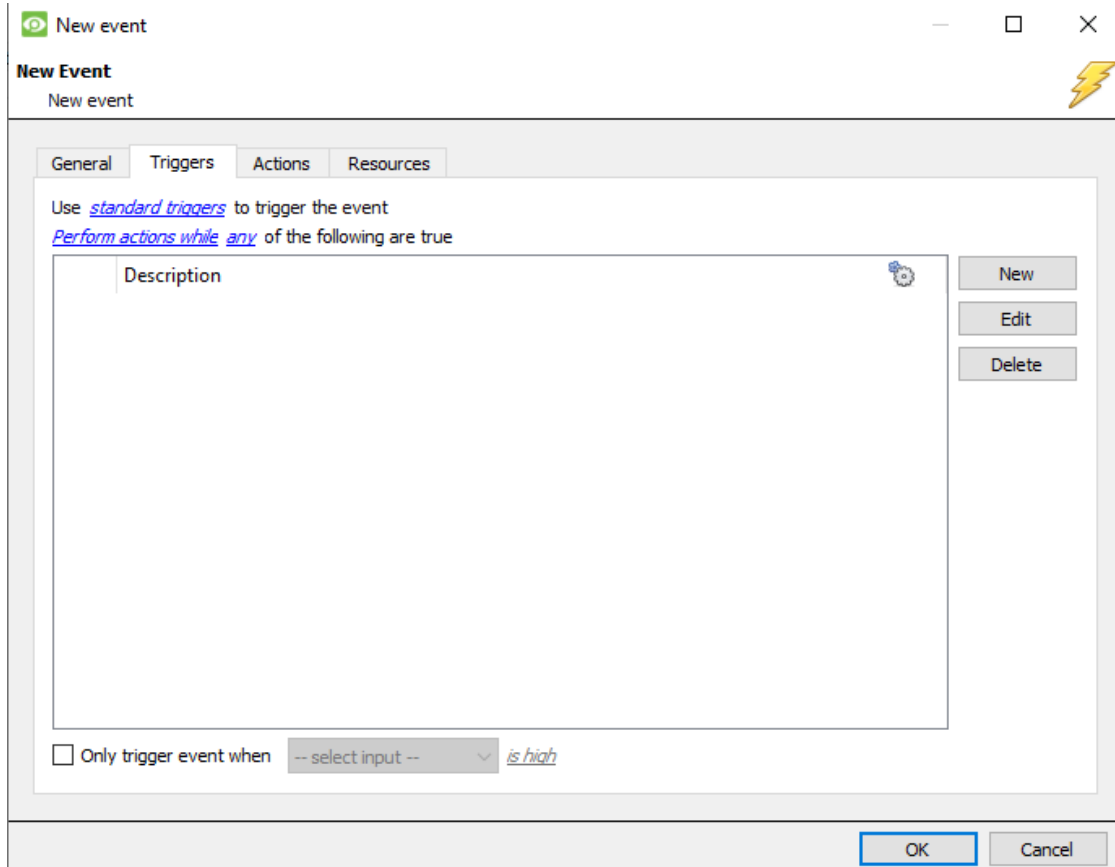 New event
New Event
New event
General Triggers Actions Resources
Use standard triggers to trigger the event
Perform actions while any of the following are true
Description
New
Edit
Delete
Only trigger event when -- select input -- is high
OK Cancel